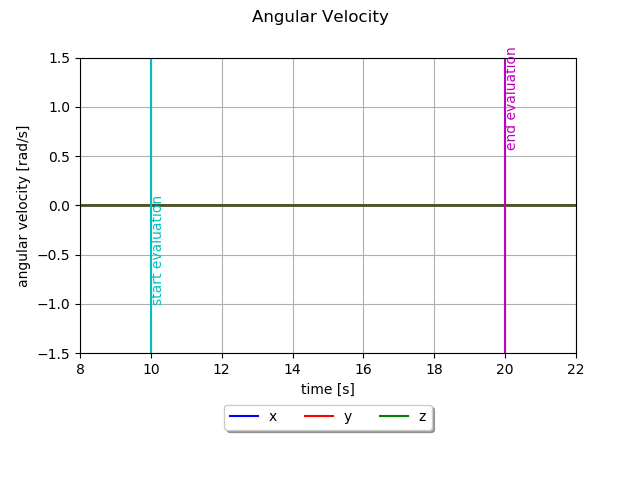 Angular Velocity
1.5
1.0
0.5
0.0
−0.5
−1.0
−1.5
angular velocity [rad/s]
start evaluation
end evaluation
8 10 12 14 16 18 20 22
time [s]
x y z